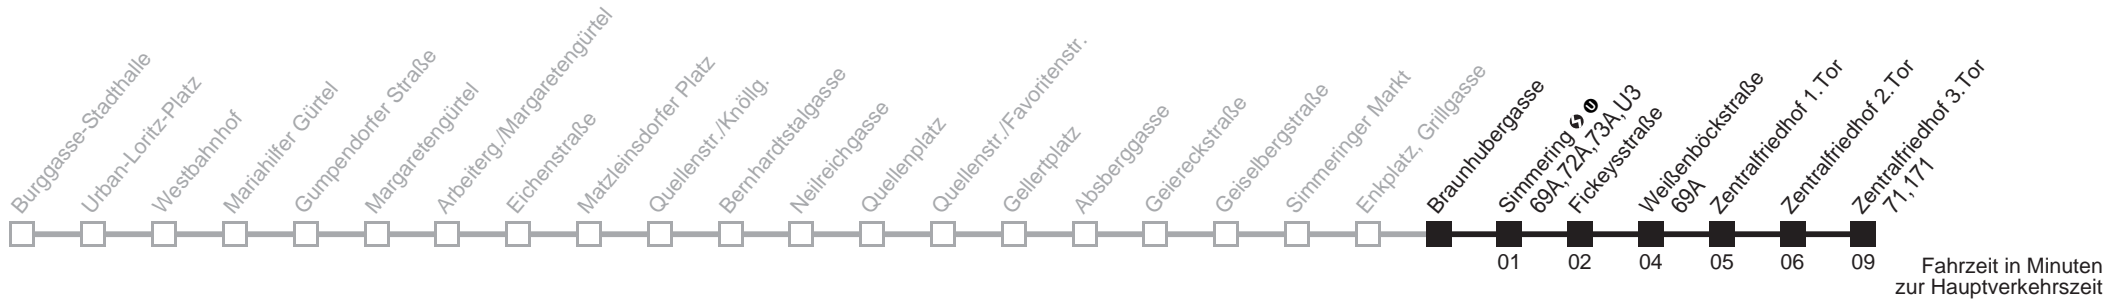 Burggasse-Stadthalle
Urban-Loritz-Platz
Westbahnhof
Mariahilfer Gürtel
Gumpendorfer Straße
Margaretengürtel
Arbeiterg./Margaretengürtel
Eichenstraße
Matzleinsdorfer Platz
Quellenstr./Knöllg.
Bernhardtstalgasse
Neilreichgasse
Quellenplatz
Quellenstr./Favoritenstr.
Gellertplatz
Absberggasse
Geiereckstraße
Geiselbergstraße
Simmeringer Markt
Enkplatz, Grillgasse
Braunhubergasse
Simmering S U
69A,72A,73A,U3
Fickeysstraße
Weißenböckstraße
69A
Zentralfriedhof 1.Tor
Zentralfriedhof 2.Tor
Zentralfriedhof 3.Tor
71,171
01 02 04 05 06 09
Fahrzeit in Minuten
zur Hauptverkehrszeit